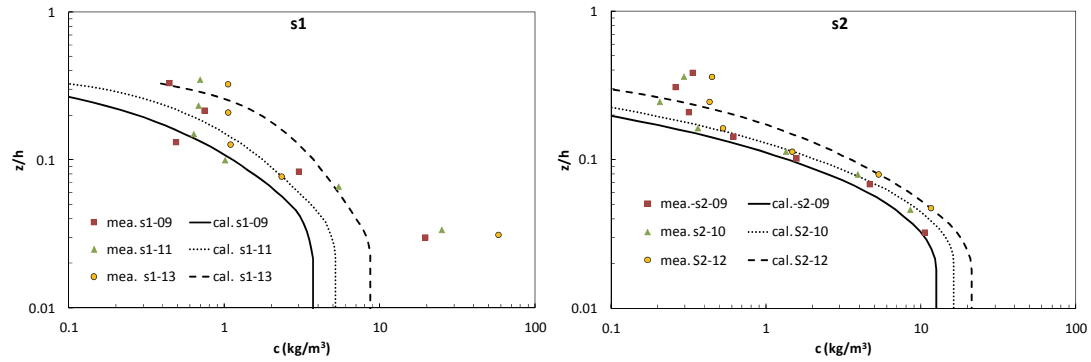 s1
1
0.1
0.01
z/h
mea. s1-09 cal. s1-09
mea. s1-11 cal. s1-11
mea. s1-13 cal. s1-13
0.1 1 10 100
c (kg/m³)
s2
1
0.1
0.01
z/h
mea.-s2-09 cal.-s2-09
mea. s2-10 cal. S2-10
mea. S2-12 cal. S2-12
0.1 1 10 100
c (kg/m³)